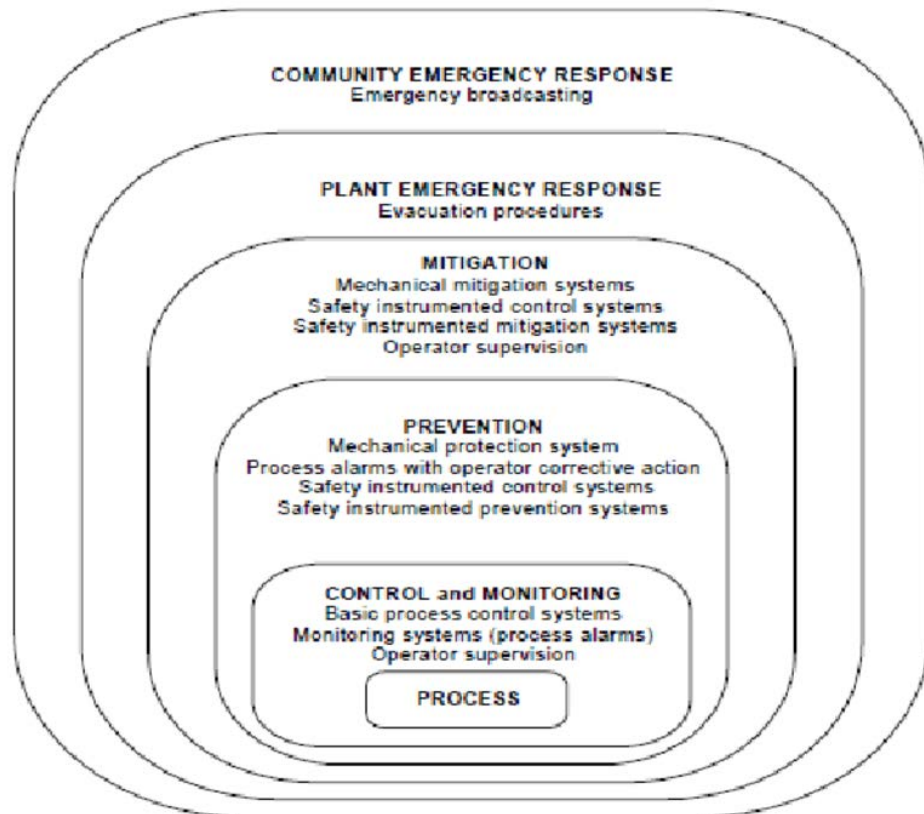 COMMUNITY EMERGENCY RESPONSE
Emergency broadcasting
PLANT EMERGENCY RESPONSE
Evacuation procedures
MITIGATION
Mechanical mitigation systems
Safety instrumented control systems
Safety instrumented mitigation systems
Operator supervision
PREVENTION
Mechanical protection system
Process alarms with operator corrective action
Safety instrumented control systems
Safety instrumented prevention systems
CONTROL and MONITORING
Basic process control systems
Monitoring systems (process alarms)
Operator supervision
PROCESS